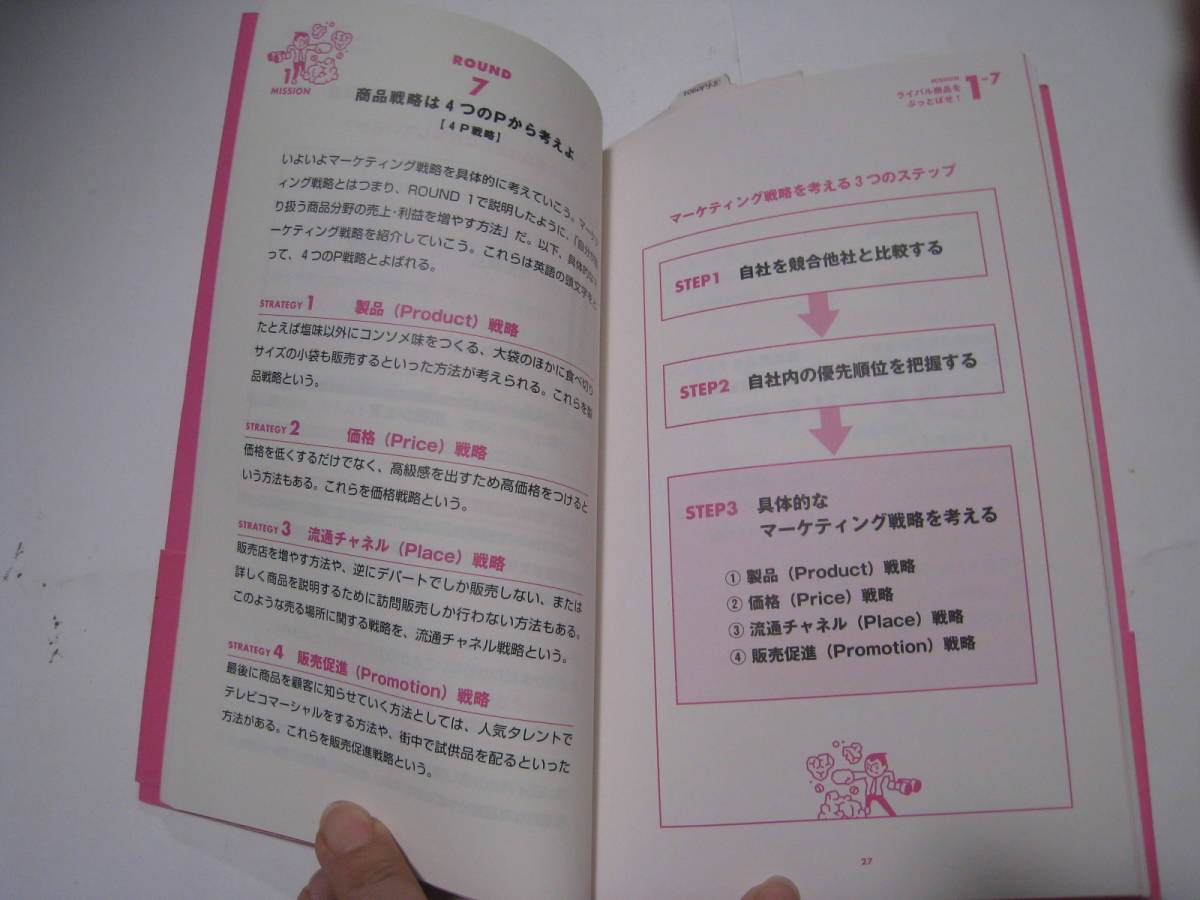 1
MISSION
ROUND
7
商品戦略は4つのPから考えよ
［4P戦略］
いよいよマーケティング戦略を具体的に考えていこう。マーケテ
ィング戦略とはつまり、ROUND 1で説明したように、「自分が取
り扱う商品分野の売上・利益を増やす方法」だ。以下、具体的なマ
ーケティング戦略を紹介していこう。これらは英語の頭文字をと
って、4つのP戦略とよばれる。
STRATEGY 1 製品（Product）戦略
たとえば塩味以外にコンソメ味をつくる、大袋のほかに食べ切り
サイズの小袋も販売するといった方法が考えられる。これらを製
品戦略という。
STRATEGY 2 価格（Price）戦略
価格を低くするだけでなく、高級感を出すため高価格をつけると
いう方法もある。これらを価格戦略という。
STRATEGY 3 流通チャネル（Place）戦略
販売店を増やす方法や、逆にデパートでしか販売しない、または
詳しく商品を説明するために訪問販売しか行わない方法もある。
このような売る場所に関する戦略を、流通チャネル戦略という。
STRATEGY 4 販売促進（Promotion）戦略
最後に商品を顧客に知らせていく方法としては、人気タレントで
テレビコマーシャルをする方法や、街中で試供品を配るといった
方法がある。これらを販売促進戦略という。
MISSION
ライバル商品を
ぶっとばせ！
1-7
マーケティング戦略を考える3つのステップ
STEP1 自社を競合他社と比較する
STEP2 自社内の優先順位を把握する
STEP3 具体的な
マーケティング戦略を考える
① 製品（Product）戦略
② 価格（Price）戦略
③ 流通チャネル（Place）戦略
④ 販売促進（Promotion）戦略
27